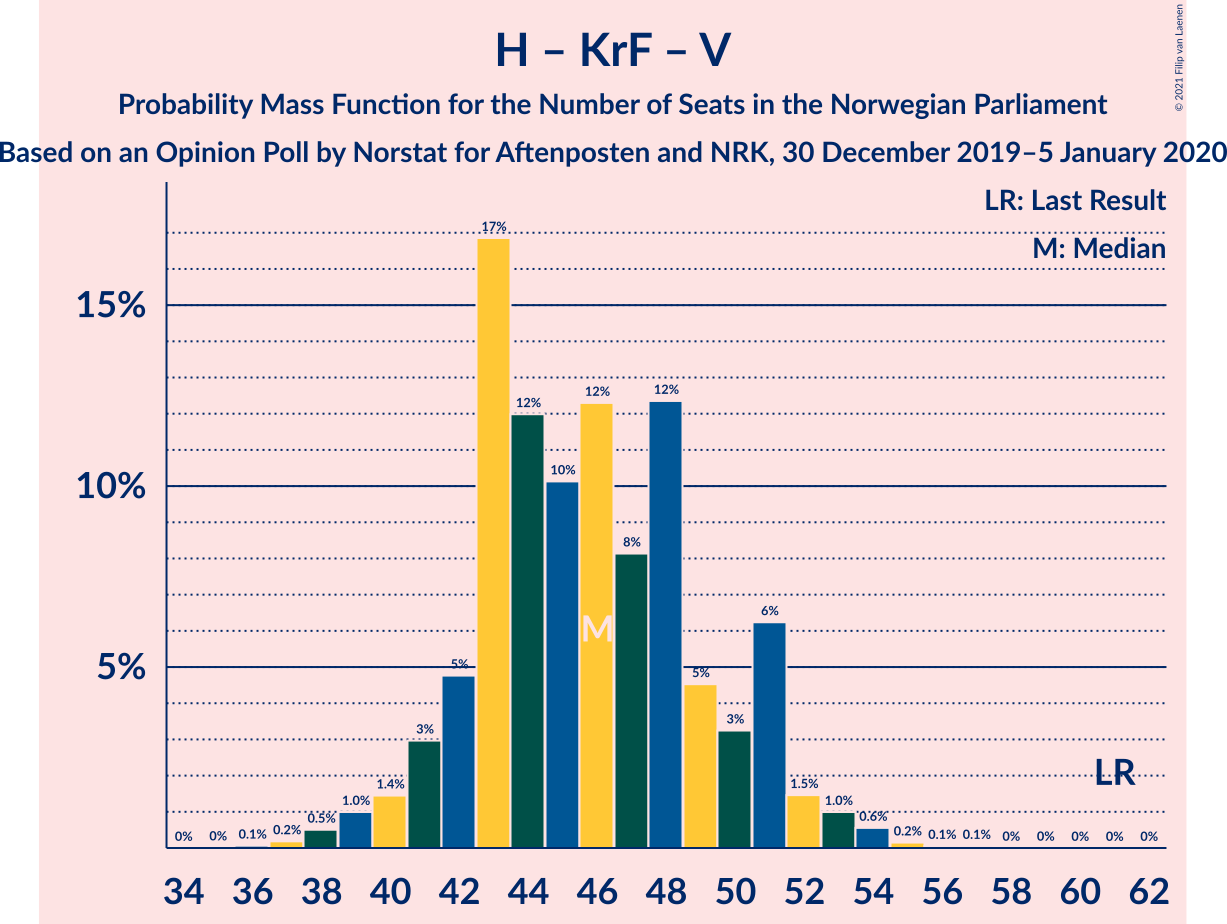 H – KrF – V
Probability Mass Function for the Number of Seats in the Norwegian Parliament
Based on an Opinion Poll by Norstat for Aftenposten and NRK, 30 December 2019–5 January 2020
© 2021 Filip van Laenen
LR: Last Result
M: Median
15%
10%
5%
0% 0% 0.1% 0.2% 0.5% 1.0% 1.4% 3% 5% 17% 12% 10% 12% 8% 12% 5% 3% 6% 1.5% 1.0% 0.6% 0.2% 0.1% 0.1% 0% 0% 0% 0% 0%
M
LR
34 36 38 40 42 44 46 48 50 52 54 56 58 60 62